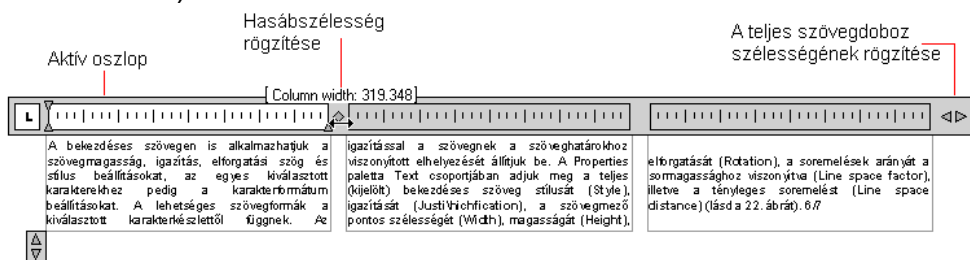 Hasábszélesség
rögzítése
A teljes szövegdoboz
szélességének rögzítése
Aktív oszlop
[ Column width: 319.348 ]
L
A bekezdéses szövegen is alkalmazhatjuk a
szövegmagasság, igazítás, elforgatási szög és
stílus beállításokat, az egyes kiválasztott
karakterekhez pedig a karakterformátum
beállításokat. A lehetséges szövegformák a
kiválasztott karakterkészlettől függnek. Az
igazítással a szövegnek a szöveghatárokhoz
viszonyított elhelyezését állítjuk be. A Properties
paletta Text csoportjában adjuk meg a teljes
(kijelölt) bekezdéses szöveg stílusát (Style),
igazítását (Justi\hichfication), a szövegmező
pontos szélességét (Width), magasságát (Height),
elforgatását (Rotation), a soremelések arányát a
sormagassághoz viszonyítva (Line space factor),
illetve a tényleges soremelést (Line space
distance) (lásd a 22. ábrát). 6/7